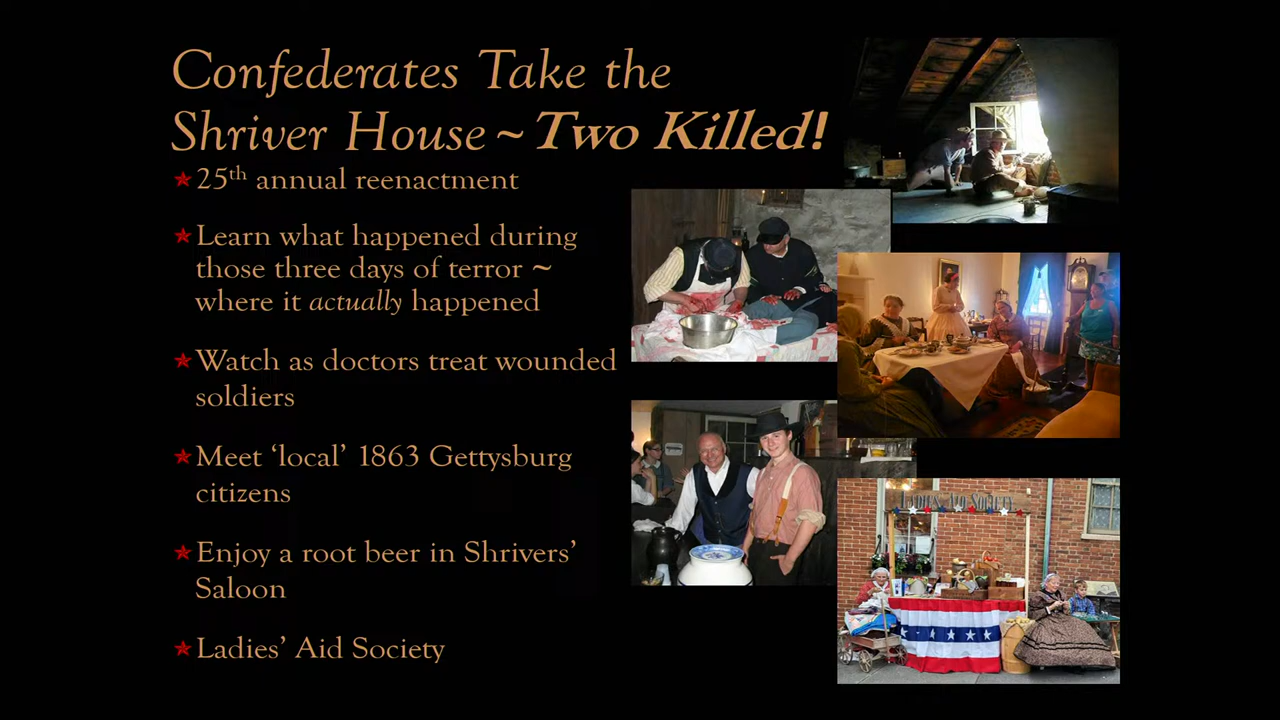 Confederates Take the
Shriver House ~ Two Killed!
25th annual reenactment
Learn what happened during
those three days of terror ~
where it actually happened
Watch as doctors treat wounded
soldiers
Meet ‘local’ 1863 Gettysburg
citizens
Enjoy a root beer in Shrivers’
Saloon
Ladies’ Aid Society
LADIES AID SOCIETY